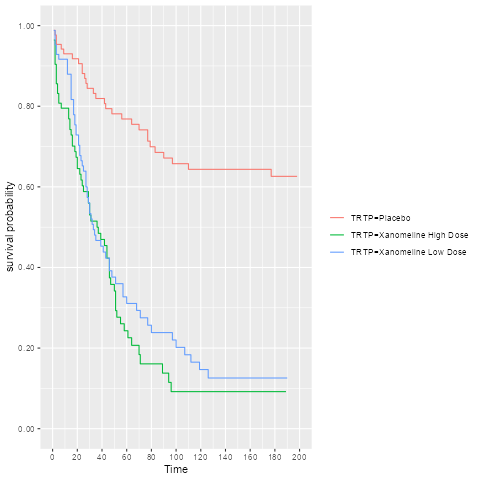 survival probability
1.00
0.80
0.60
0.40
0.20
0.00
0 20 40 60 80 100 120 140 160 180 200
Time
TRTP=Placebo
TRTP=Xanomeline High Dose
TRTP=Xanomeline Low Dose